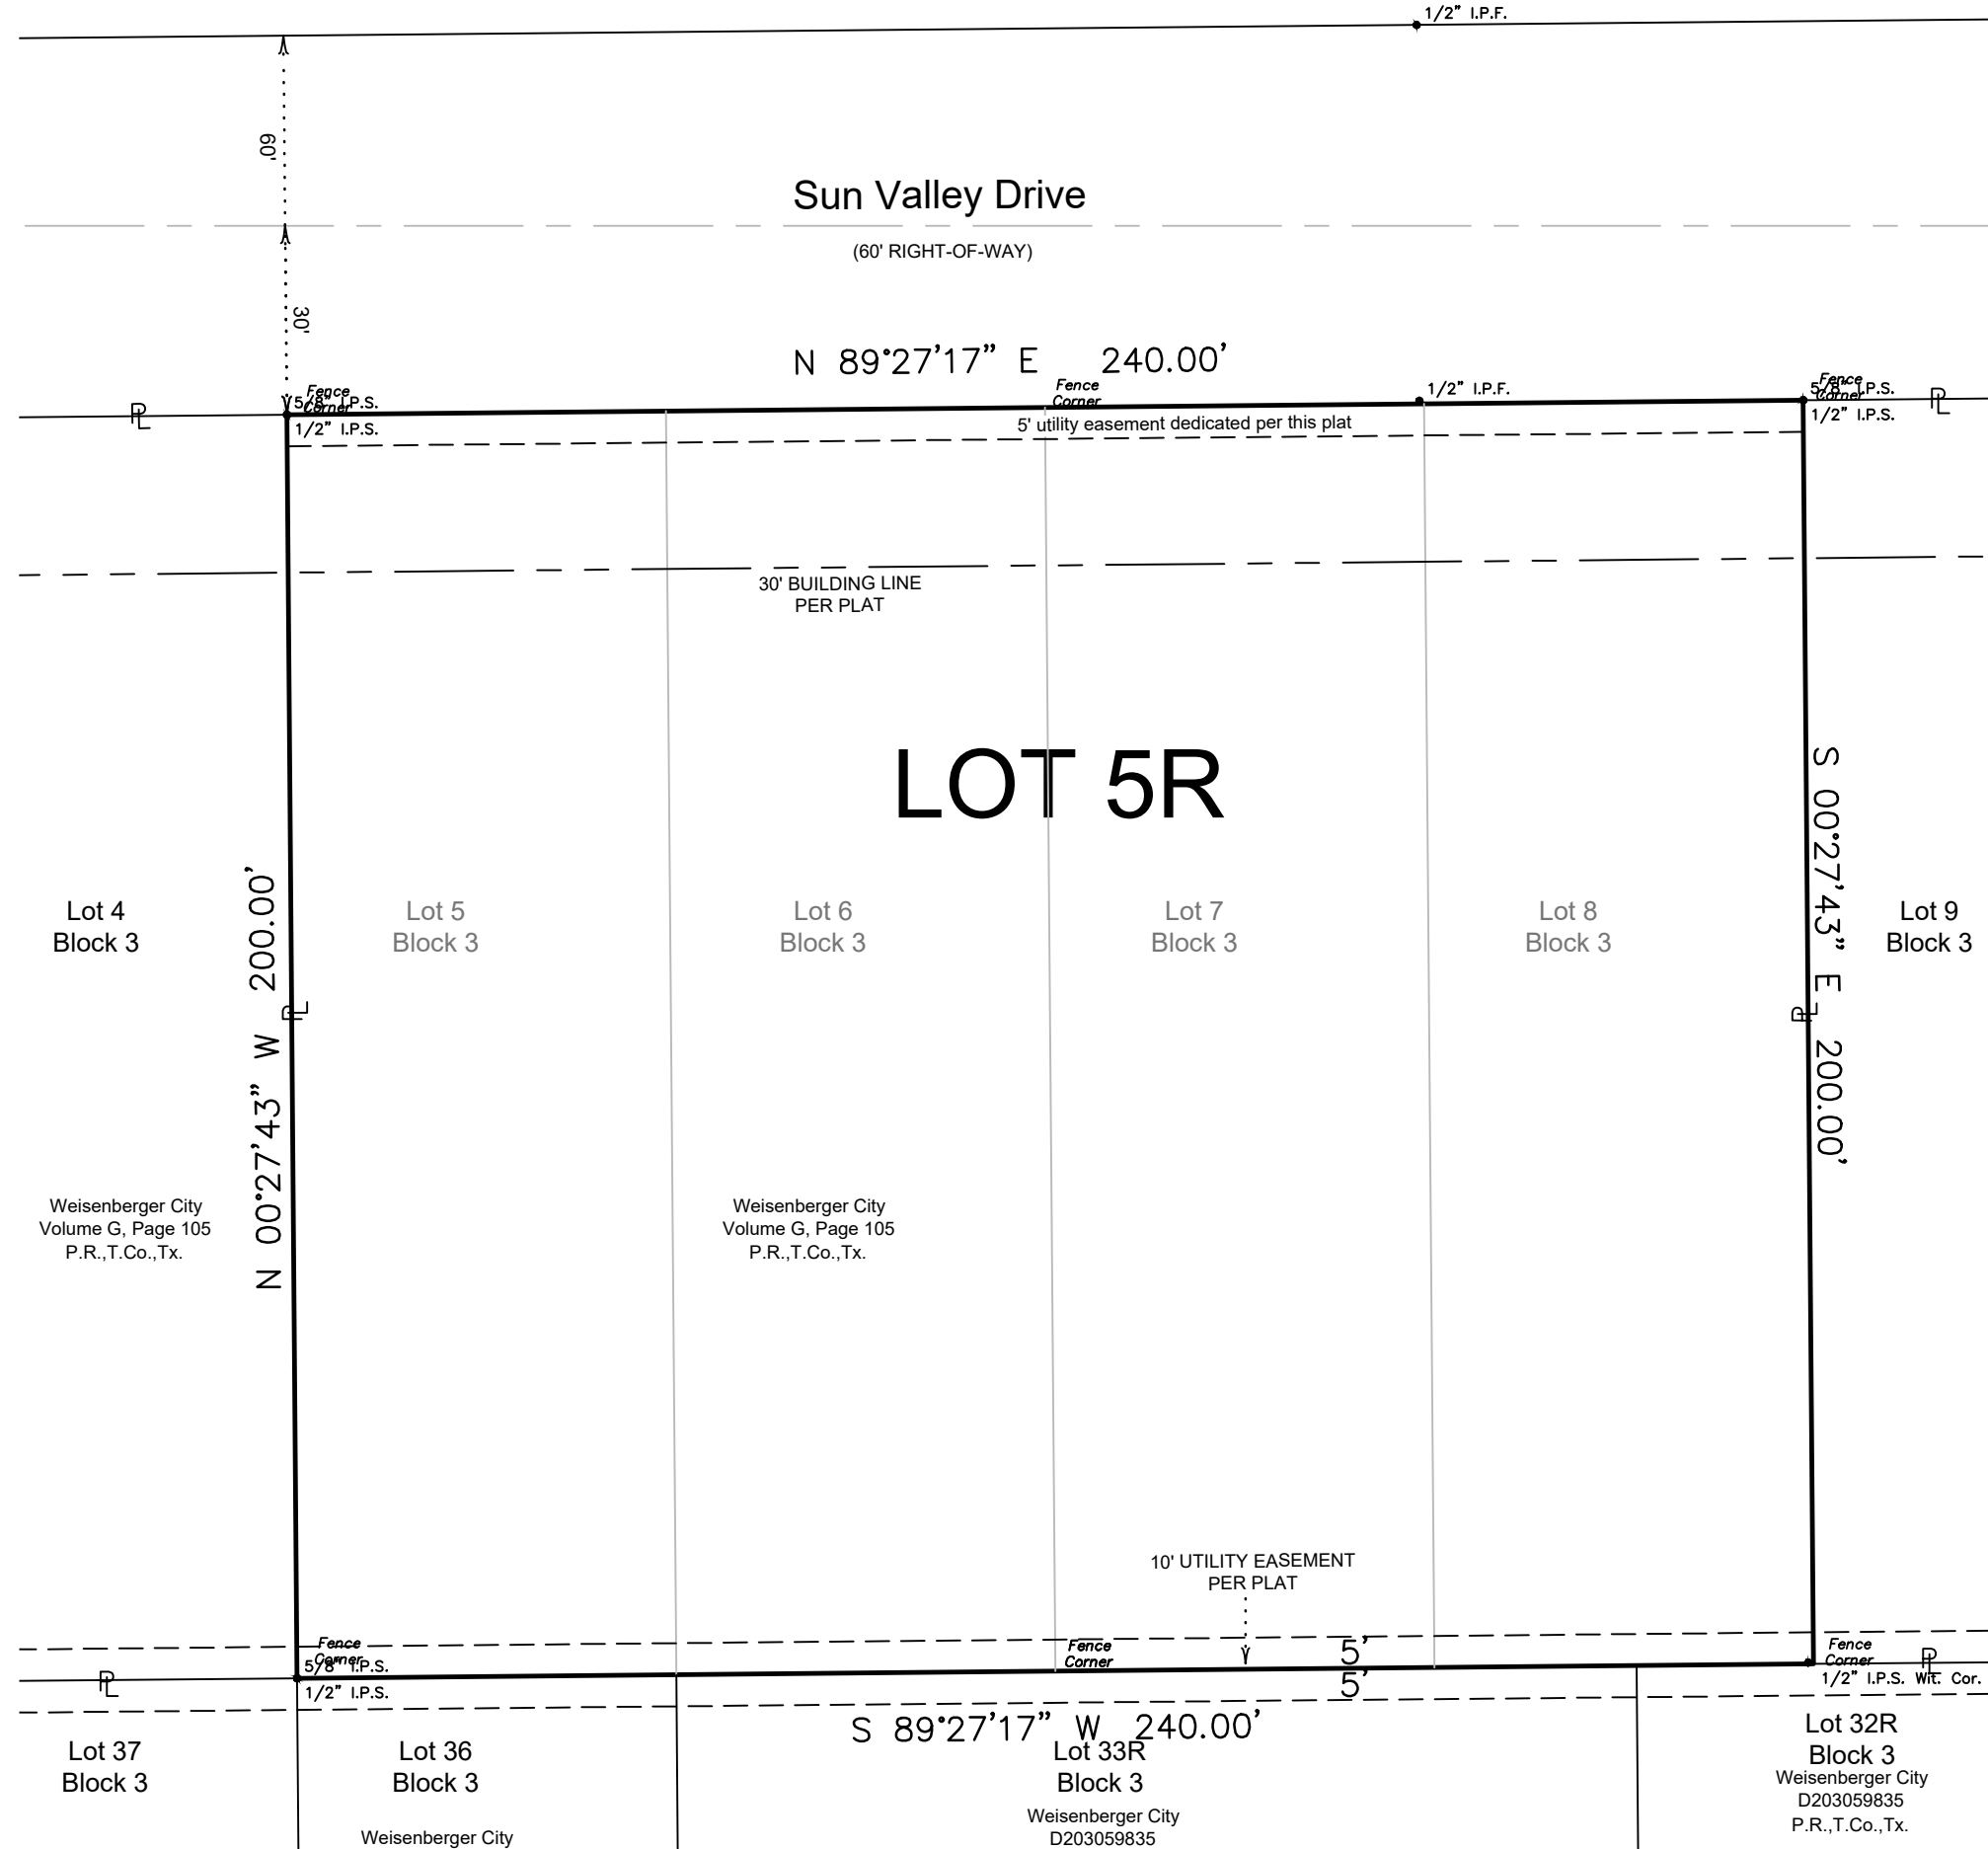 1/2" I.P.F.
60'
Sun Valley Drive
(60' RIGHT-OF-WAY)
30'
N 89°27'17" E 240.00'
Fence
Corner
5/8" I.P.S.
1/2" I.P.S.
Fence
Corner
1/2" I.P.F.
Fence
Corner
5/8" I.P.S.
1/2" I.P.S.
PL
PL
5' utility easement dedicated per this plat
30' BUILDING LINE
PER PLAT
LOT 5R
Lot 4
Block 3
N 00°27'43" W 200.00'
Lot 5
Block 3
Lot 6
Block 3
Lot 7
Block 3
Lot 8
Block 3
S 00°27'43" E 200.00'
Lot 9
Block 3
PL
PL
Weisenberger City
Volume G, Page 105
P.R.,T.Co.,Tx.
Weisenberger City
Volume G, Page 105
P.R.,T.Co.,Tx.
10' UTILITY EASEMENT
PER PLAT
Fence
Corner
5/8" I.P.S.
1/2" I.P.S.
Fence
Corner
5'
5'
Fence
Corner
1/2" I.P.S. Wit. Cor.
PL
PL
S 89°27'17" W 240.00'
Lot 37
Block 3
Lot 36
Block 3
Weisenberger City
Lot 33R
Block 3
Weisenberger City
D203059835
Lot 32R
Block 3
Weisenberger City
D203059835
P.R.,T.Co.,Tx.